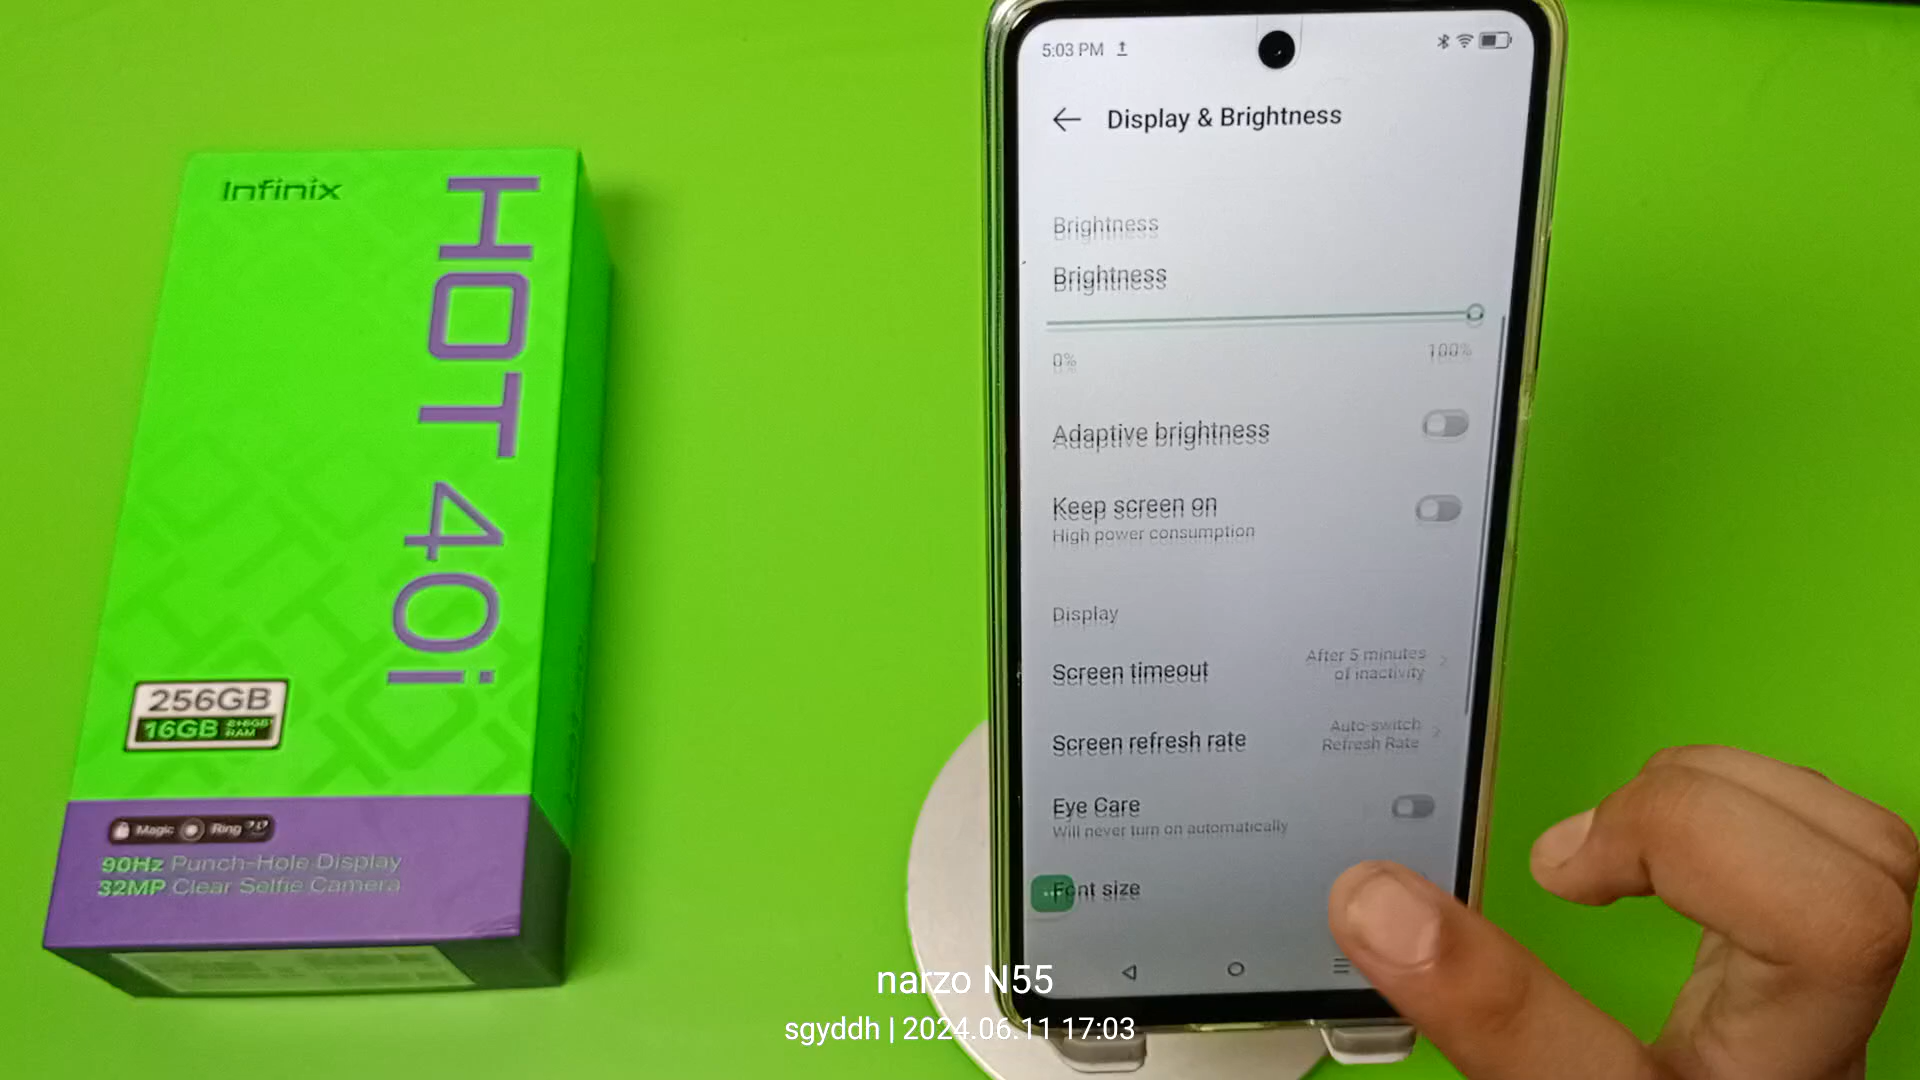 Infinix
HOT 40i
256GB
16GB 8+8GB RAM
Magic Ring
90Hz Punch-Hole Display
32MP Clear Selfie Camera
5:03 PM
Display & Brightness
Brightness
Brightness
0%
100%
Adaptive brightness
Keep screen on
High power consumption
Display
Screen timeout
After 5 minutes
of inactivity
Screen refresh rate
Auto-switch
Refresh Rate
Eye Care
Will never turn on automatically
Font size
narzo N55
sgyddh | 2024.06.11 17:03